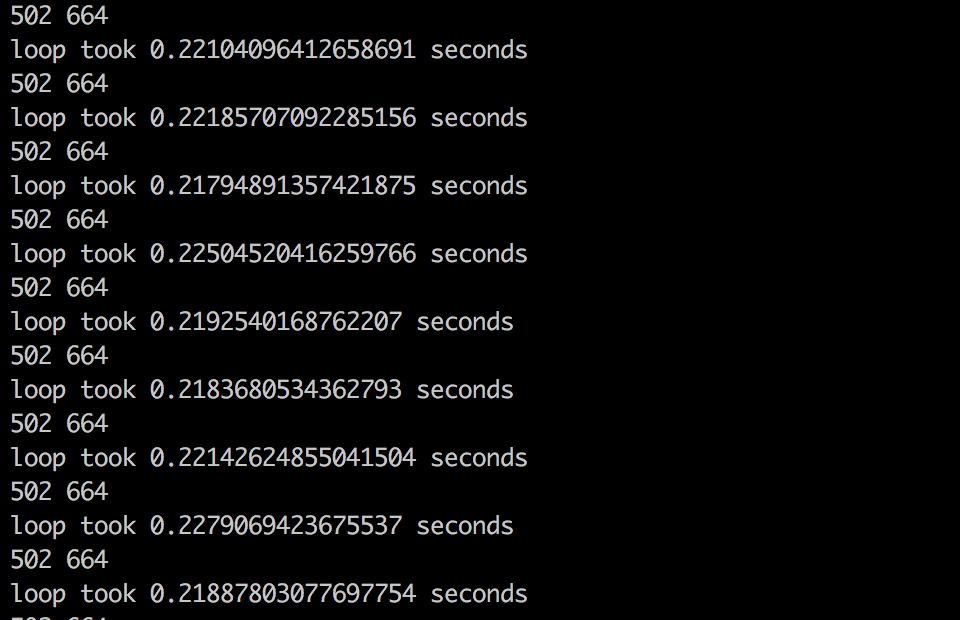 502 664
loop took 0.22104096412658691 seconds
502 664
loop took 0.22185707092285156 seconds
502 664
loop took 0.21794891357421875 seconds
502 664
loop took 0.22504520416259766 seconds
502 664
loop took 0.2192540168762207 seconds
502 664
loop took 0.2183680534362793 seconds
502 664
loop took 0.22142624855041504 seconds
502 664
loop took 0.2279069423675537 seconds
502 664
loop took 0.21887803077697754 seconds
502 664